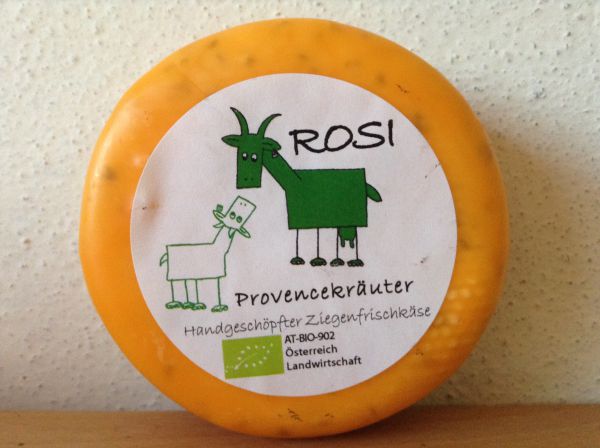 ROSI
Provencekräuter
Handgeschöpfter Ziegenfrischkäse
AT-BIO-902
Österreich
Landwirtschaft